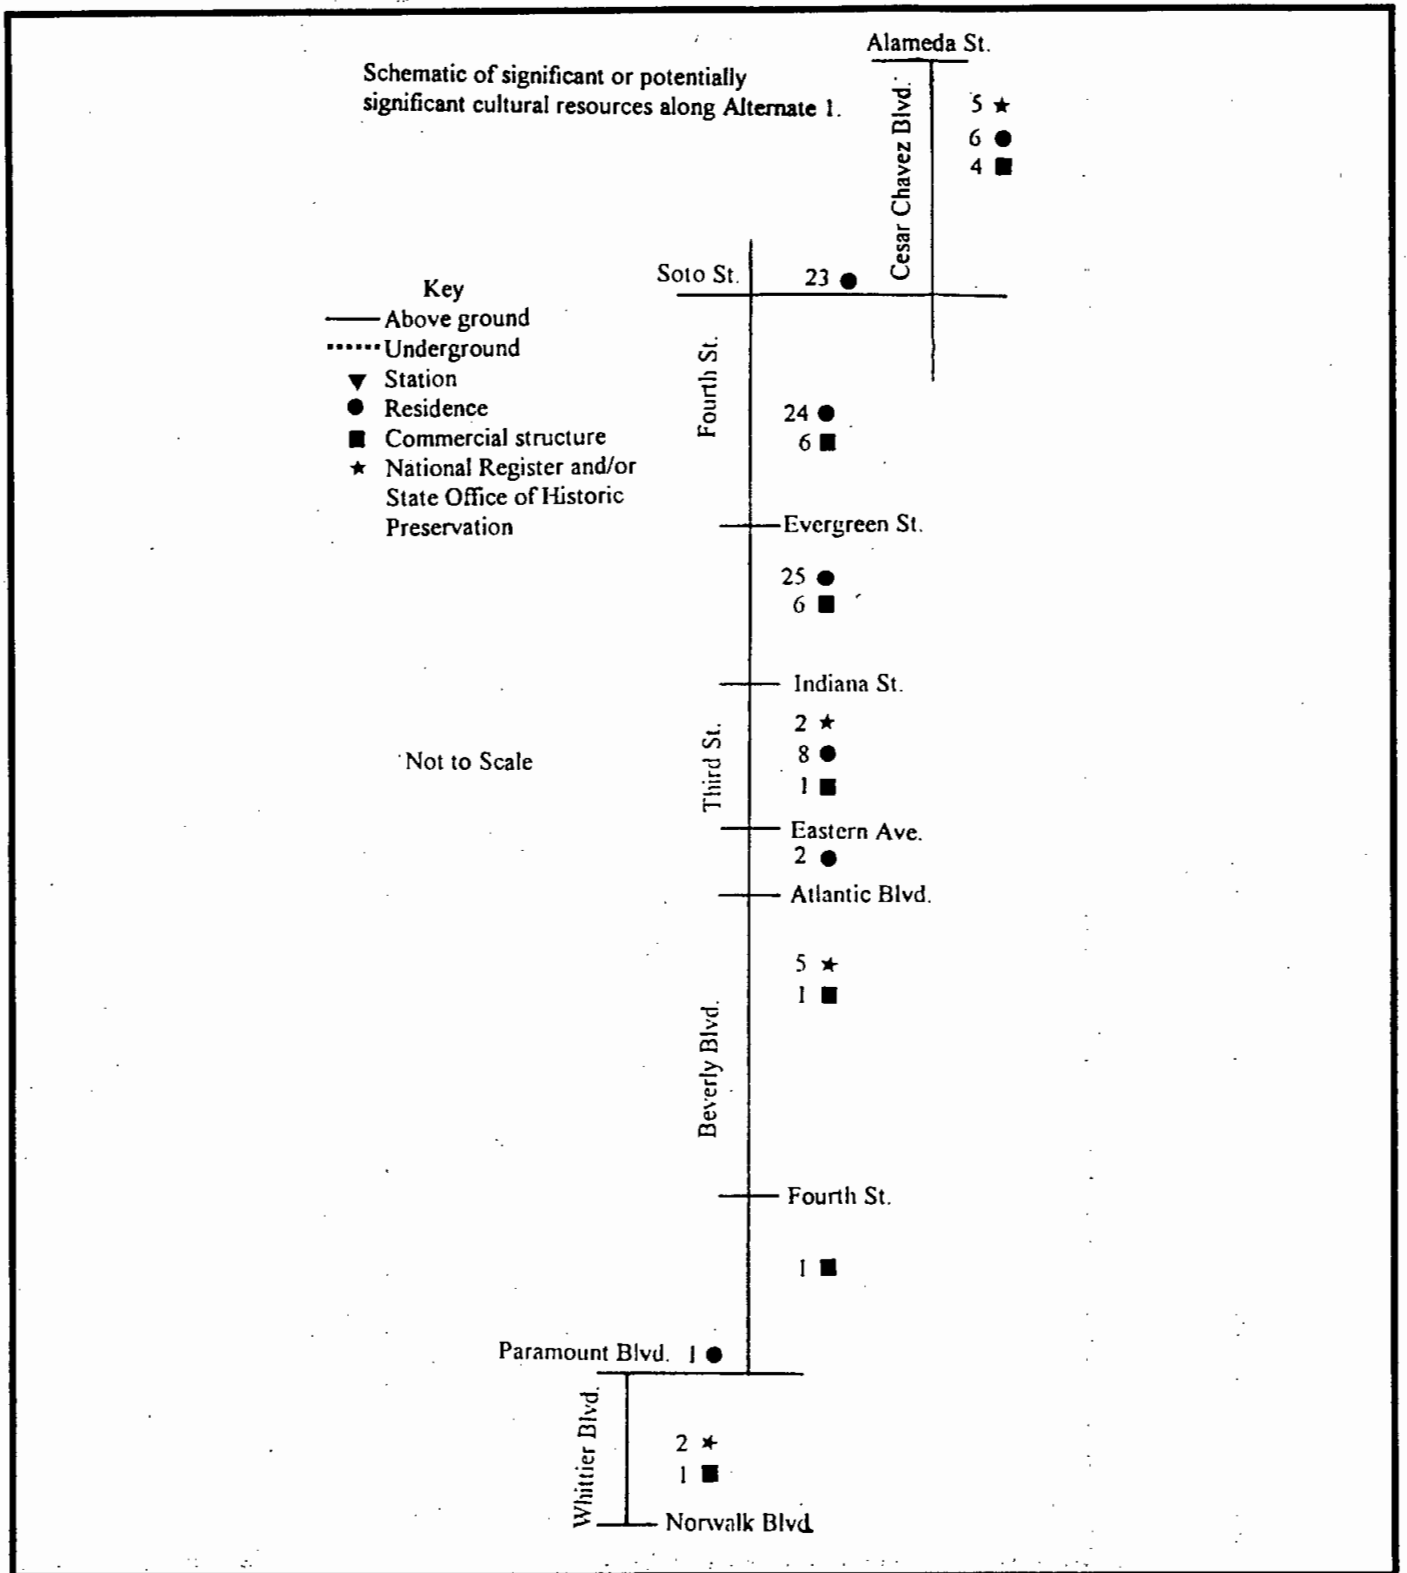 Alameda St.
Schematic of significant or potentially
significant cultural resources along Alternate 1.
Cesar Chavez Blvd.
5 ★
6 ●
4 ■
Soto St.
23 ●
Key
Above ground
Underground
▼ Station
● Residence
■ Commercial structure
★ National Register and/or
State Office of Historic
Preservation
Fourth St.
24 ●
6 ■
Evergreen St.
25 ●
6 ■
Indiana St.
2 ★
8 ●
1 ■
Third St.
Not to Scale
Eastern Ave.
2 ●
Atlantic Blvd.
5 ★
1 ■
Beverly Blvd.
Fourth St.
1 ■
Paramount Blvd. 1 ●
Whittier Blvd.
2 ★
1 ■
Norwalk Blvd.